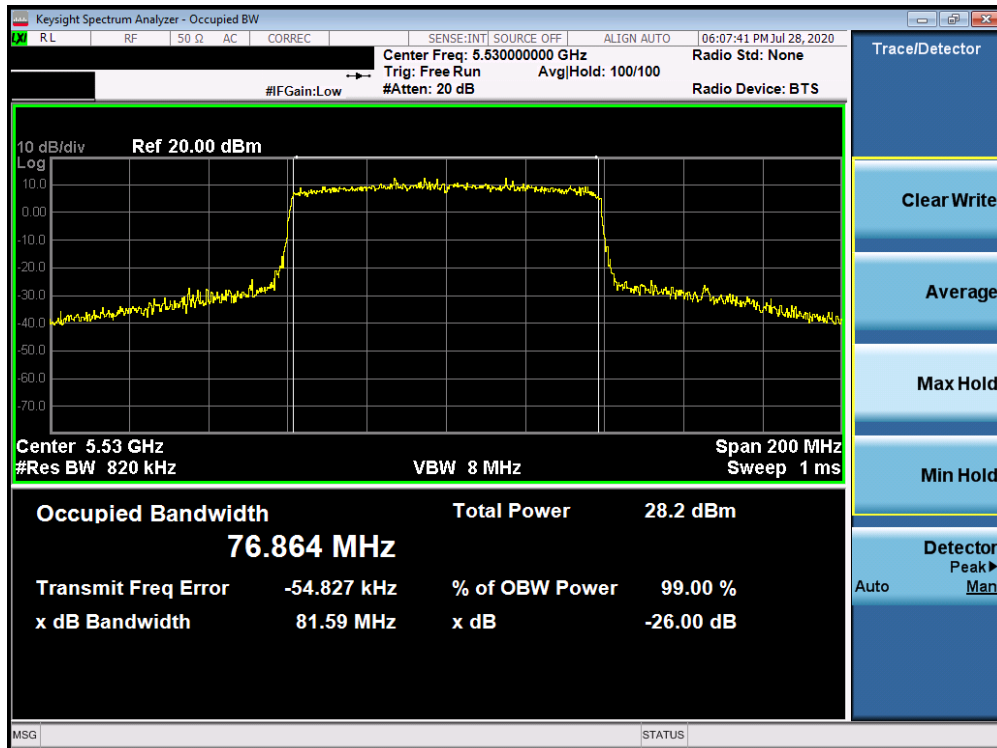 Keysight Spectrum Analyzer - Occupied BW
LXI RL RF 50 Ω AC CORREC SENSE:INT SOURCE OFF ALIGN AUTO 06:07:41 PM Jul 28, 2020
Center Freq: 5.530000000 GHz Radio Std: None
Trig: Free Run Avg|Hold: 100/100
#IFGain:Low #Atten: 20 dB Radio Device: BTS
Trace/Detector
10 dB/div Ref 20.00 dBm
Log
10.0
0.00
-10.0
-20.0
-30.0
-40.0
-50.0
-60.0
-70.0
Center 5.53 GHz Span 200 MHz
#Res BW 820 kHz VBW 8 MHz Sweep 1 ms
Occupied Bandwidth Total Power 28.2 dBm
76.864 MHz
Transmit Freq Error -54.827 kHz % of OBW Power 99.00 %
x dB Bandwidth 81.59 MHz x dB -26.00 dB
Clear Write
Average
Max Hold
Min Hold
Detector
Peak▶
Auto Man
MSG STATUS